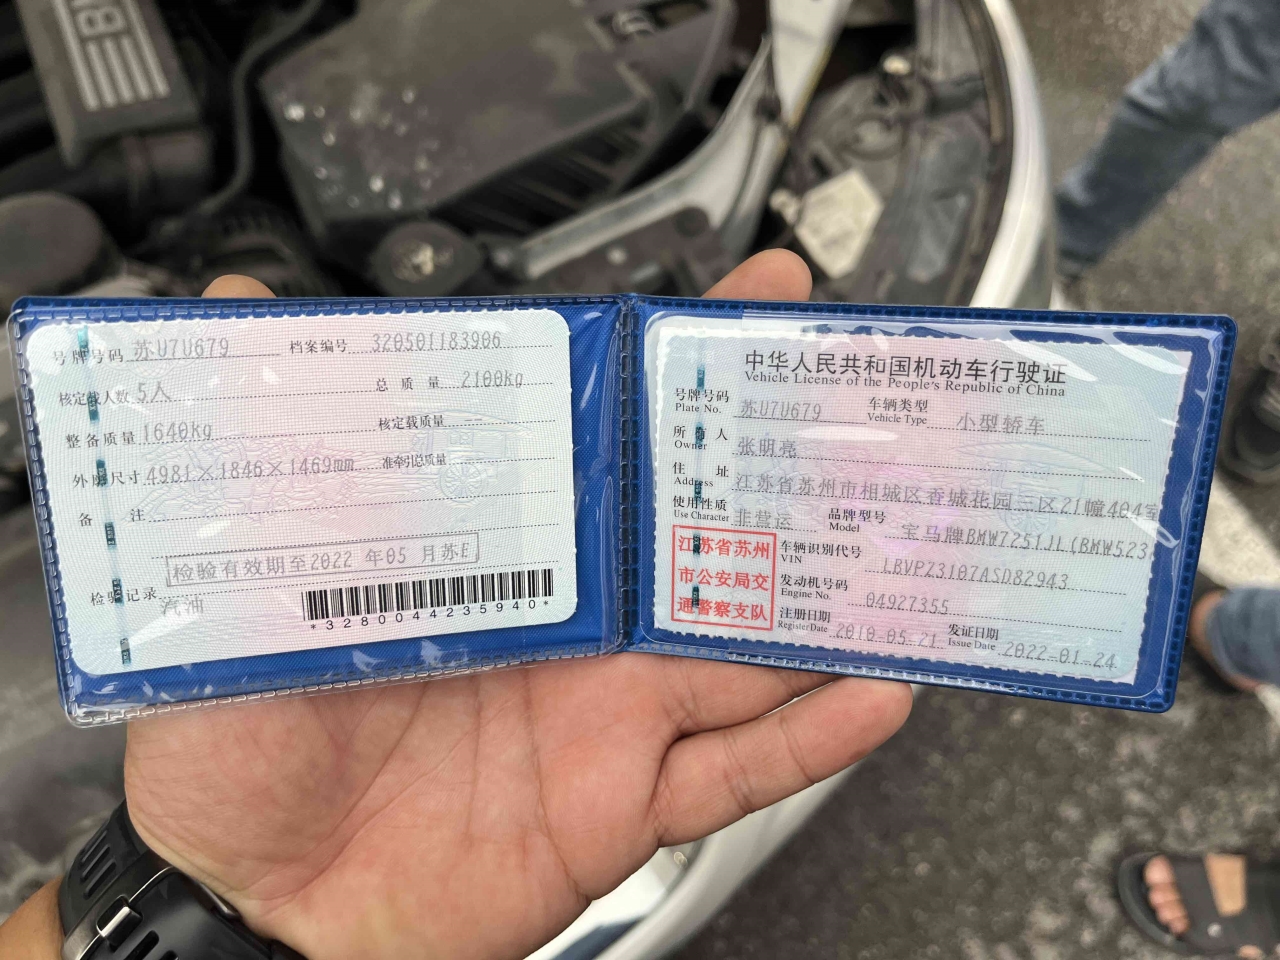 号牌号码 苏U7U679 档案编号 320501183906
核定载人数 5人 总质量 2100kg
整备质量 1640kg 核定载质量
外廓尺寸 4981×1846×1469mm 准牵引总质量
备注
检验有效期至2022 年05 月苏E
检验记录
汽油
*3280044235940*
中华人民共和国机动车行驶证
Vehicle License of the People's Republic of China
号牌号码 苏U7U679 车辆类型 小型轿车
Plate No. Vehicle Type
所有人 张明亮
Owner
住址 江苏省苏州市相城区香城花园三区21幢404室
Address
使用性质 非营运 品牌型号 宝马牌BMW7251JL(BMW523
Use Character Model
江苏省苏州
市公安局交
通警察支队
车辆识别代号 LBVPZ3107ASD82943
VIN
发动机号码 04927355
Engine No.
注册日期 2010-05-21 发证日期 2022-01-24
Register Date Issue Date